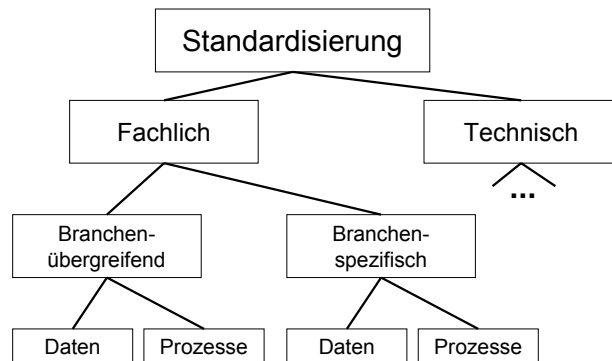 Standardisierung
Fachlich
Technisch
...
Branchen-
übergreifend
Branchen-
spezifisch
Daten
Prozesse
Daten
Prozesse